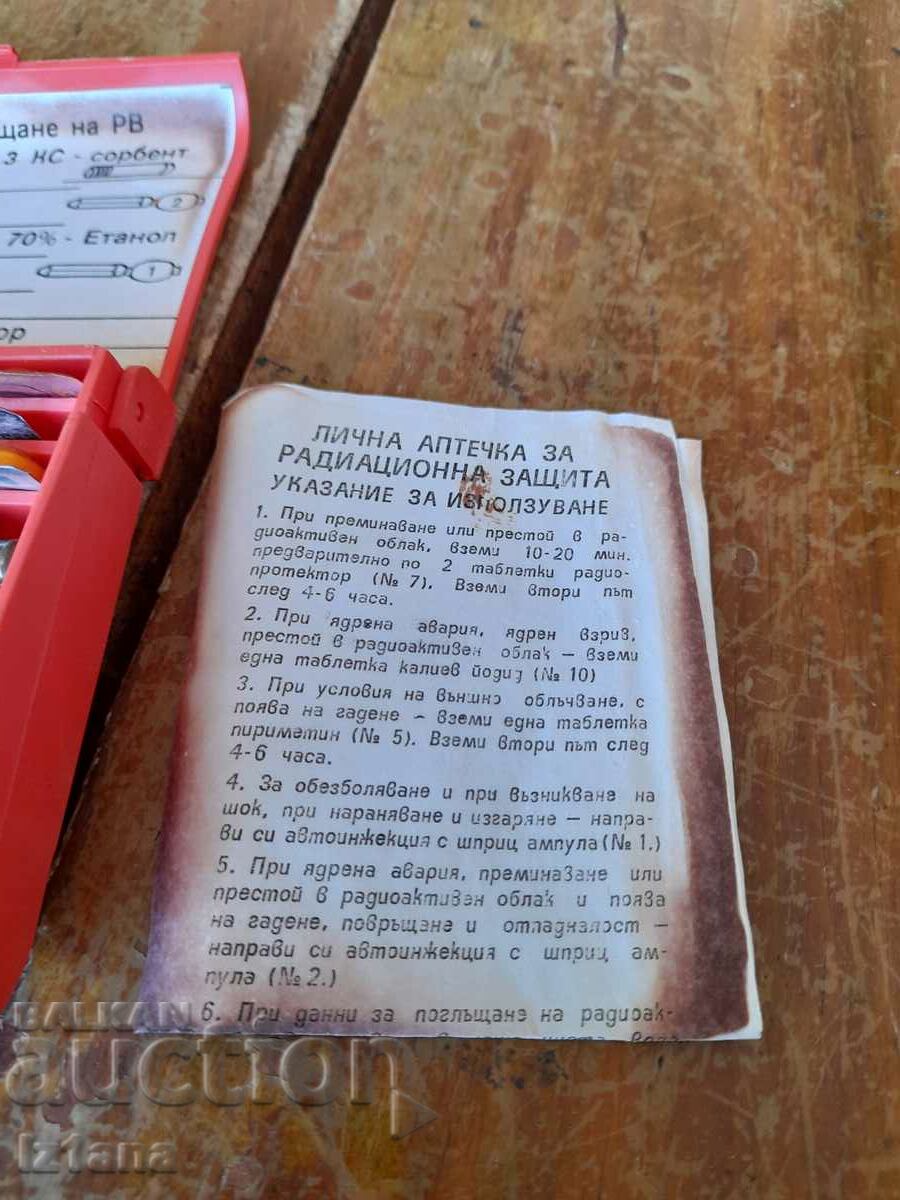 щане на РВ
3 КС - сорбент
2
70% - Етанол
1
ор
ЛИЧНА АПТЕЧКА ЗА
РАДИАЦИОННА ЗАЩИТА
УКАЗАНИЕ ЗА ИЗПОЛЗУВАНЕ
1. При преминаване или престой в ра-
диоактивен облак, вземи 10-20 мин.
предварително по 2 таблетки радио-
протектор (№ 7). Вземи втори път
след 4-6 часа.
2. При ядрена авария, ядрен взрив,
престой в радиоактивен облак - вземи
една таблетка калиев йодид (№ 10)
3. При условия на външно облъчване, с
поява на гадене - вземи една таблетка
пириметин (№ 5). Вземи втори път след
4-6 часа.
4. За обезболяване и при възникване на
шок, при нараняване и изгаряне - напра-
ви си автоинжекция с шприц ампула (№ 1.)
5. При ядрена авария, преминаване или
престой в радиоактивен облак и поява
на гадене, повръщане и отпадналост -
направи си автоинжекция с шприц ам-
пула (№ 2.)
6. При данни за поглъщане на радиоак-
BALKAN
auction
iz1ana